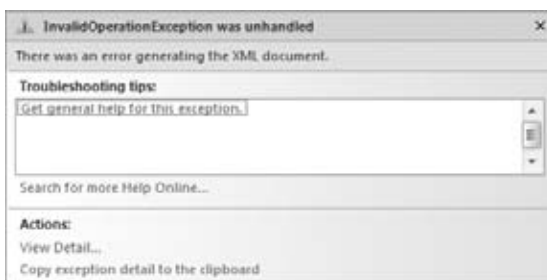 InvalidOperationException was unhandled
There was an error generating the XML document.
Troubleshooting tips:
Get general help for this exception.
Search for more Help Online...
Actions:
View Detail...
Copy exception detail to the clipboard